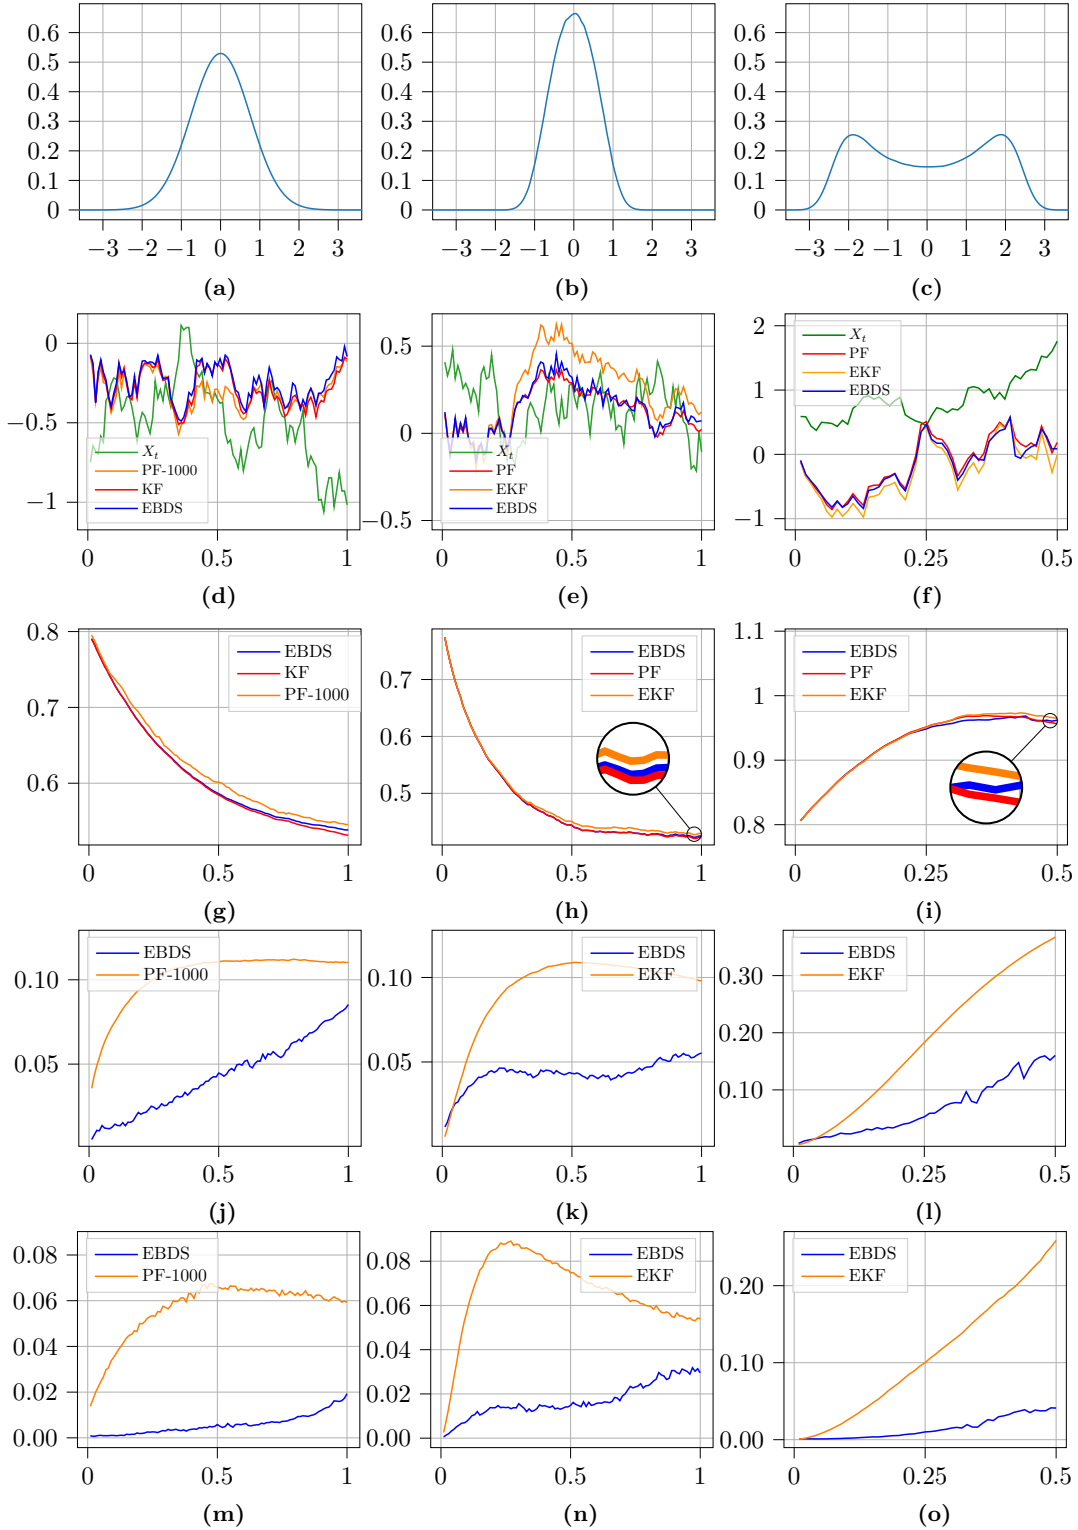 0.6 0.6 0.6
0.5 0.5 0.5
0.4 0.4 0.4
0.3 0.3 0.3
0.2 0.2 0.2
0.1 0.1 0.1
0 0 0
−3 −2 −1 0 1 2 3 −3 −2 −1 0 1 2 3 −3 −2 −1 0 1 2 3
(a) (b) (c)
0
−0.5
−1
X_t
PF-1000
KF
EBDS
0 0.5 1
(d)
0.5
0
−0.5
X_t
PF
EKF
EBDS
0 0.5 1
(e)
2
1
0
−1
X_t
PF
EKF
EBDS
0 0.25 0.5
(f)
0.8
0.7
0.6
EBDS
KF
PF-1000
0 0.5 1
(g)
0.7
0.6
0.5
EBDS
PF
EKF
0 0.5 1
(h)
1.1
1
0.9
0.8
EBDS
PF
EKF
0 0.25 0.5
(i)
0.10
0.05
EBDS
PF-1000
0 0.5 1
(j)
0.10
0.05
EBDS
EKF
0 0.5 1
(k)
0.30
0.20
0.10
EBDS
EKF
0 0.25 0.5
(l)
0.08
0.06
0.04
0.02
0.00
EBDS
PF-1000
0 0.5 1
(m)
0.08
0.06
0.04
0.02
0.00
EBDS
EKF
0 0.5 1
(n)
0.20
0.10
0.00
EBDS
EKF
0 0.25 0.5
(o)